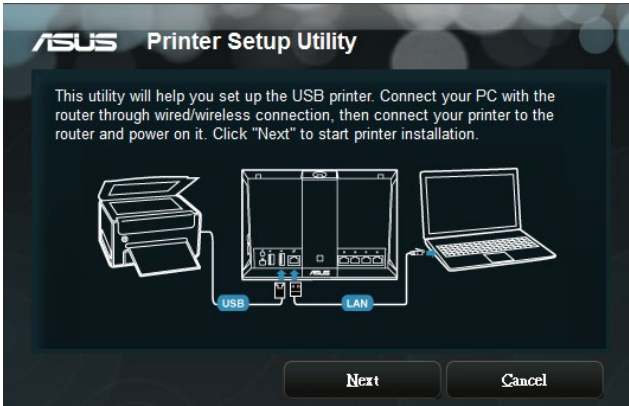 ASUS Printer Setup Utility
This utility will help you set up the USB printer. Connect your PC with the
router through wired/wireless connection, then connect your printer to the
router and power on it. Click "Next" to start printer installation.
ASUS
USB
LAN
Next
Cancel